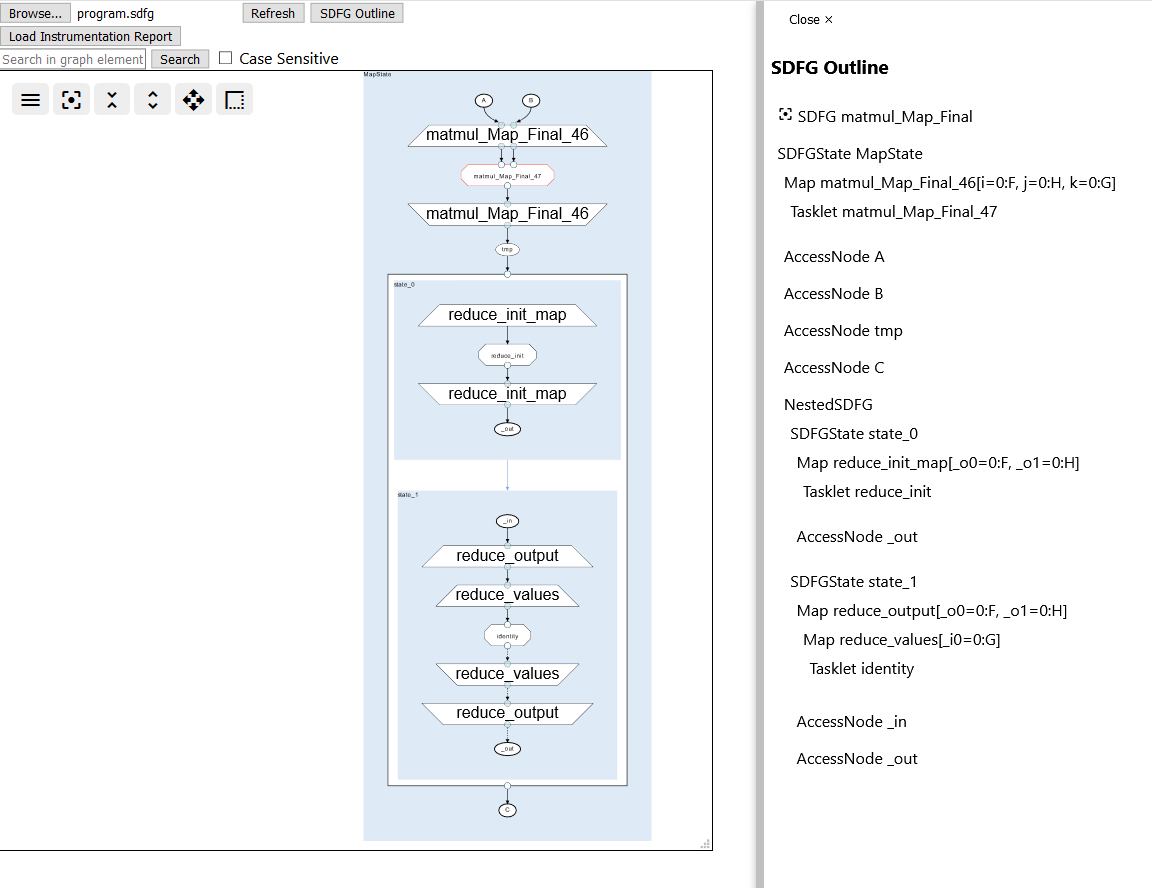 Browse... program.sdfg Refresh SDFG Outline
Load Instrumentation Report
Search in graph element Search Case Sensitive
MapState
A B
matmul_Map_Final_46
matmul_Map_Final_47
matmul_Map_Final_46
tmp
state_0
reduce_init_map
reduce_init
reduce_init_map
_out
state_1
_in
reduce_output
reduce_values
identity
reduce_values
reduce_output
_out
C
Close ×
SDFG Outline
SDFG matmul_Map_Final
SDFGState MapState
Map matmul_Map_Final_46[i=0:F, j=0:H, k=0:G]
Tasklet matmul_Map_Final_47
AccessNode A
AccessNode B
AccessNode tmp
AccessNode C
NestedSDFG
SDFGState state_0
Map reduce_init_map[_o0=0:F, _o1=0:H]
Tasklet reduce_init
AccessNode _out
SDFGState state_1
Map reduce_output[_o0=0:F, _o1=0:H]
Map reduce_values[_i0=0:G]
Tasklet identity
AccessNode _in
AccessNode _out